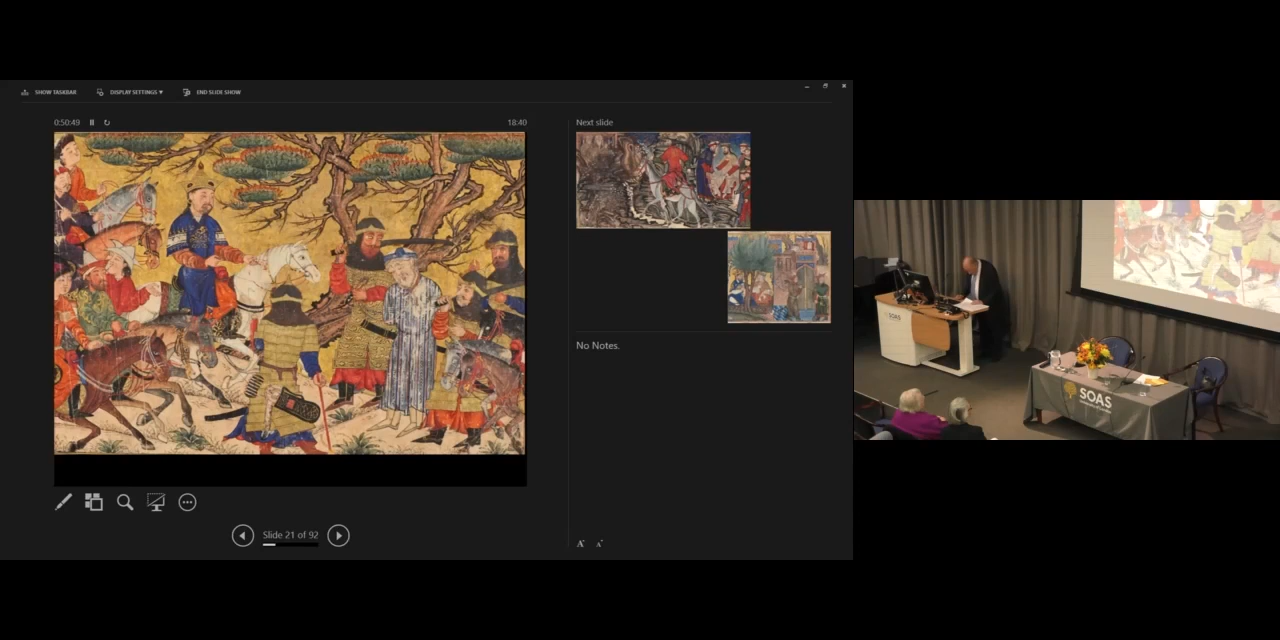 SHOW TASKBAR
DISPLAY SETTINGS ▾
END SLIDE SHOW
0:50:49
18:40
Next slide
No Notes.
Slide 21 of 92
A
A
SOAS
SOAS